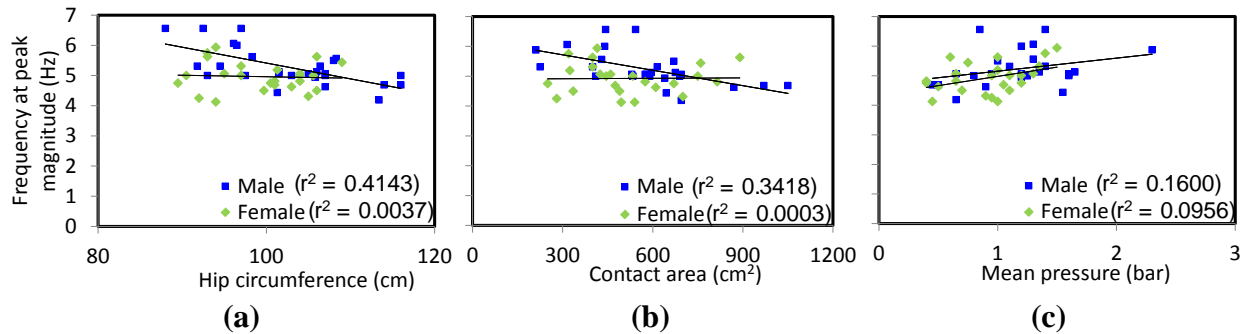 Frequency at peak
magnitude (Hz)
7
6
5
4
3
2
1
0
Male (r² = 0.4143)
Female (r² = 0.0037)
80 100 120
Hip circumference (cm)
(a)
Male (r² = 0.3418)
Female (r² = 0.0003)
0 300 600 900 1200
Contact area (cm²)
(b)
Male (r² = 0.1600)
Female (r² = 0.0956)
0 1 2 3
Mean pressure (bar)
(c)